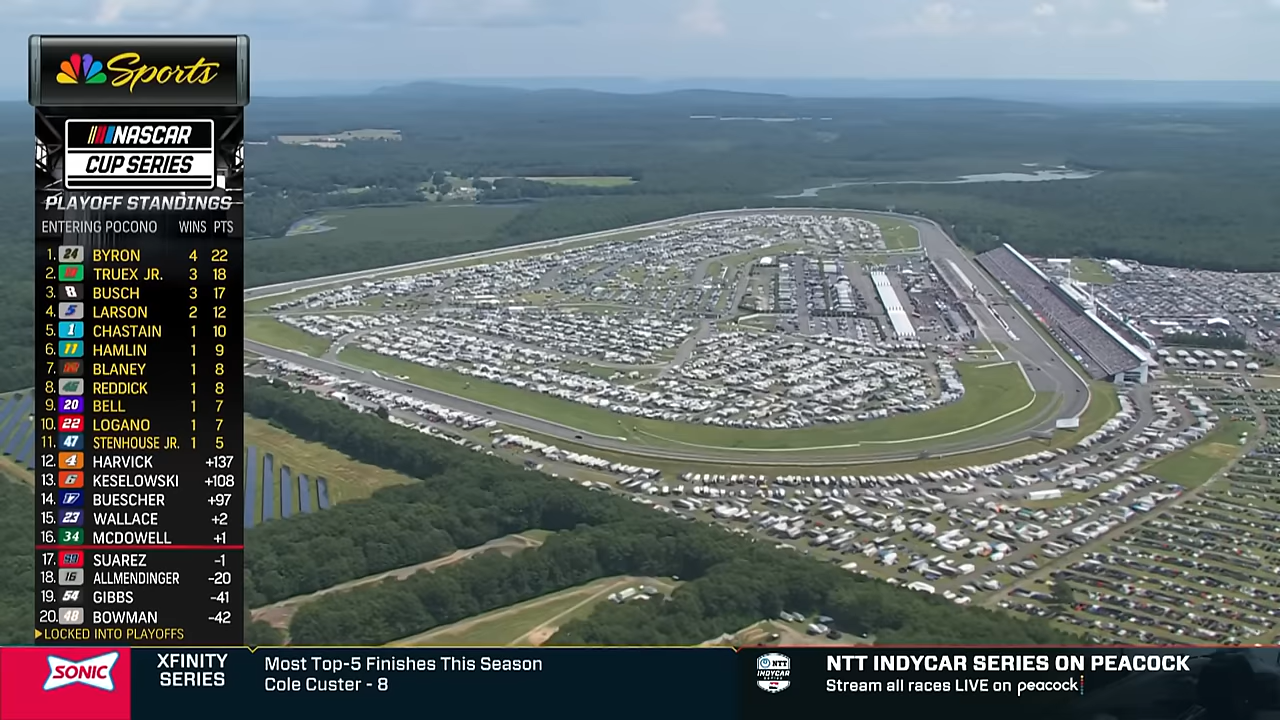 Sports
NASCAR
CUP SERIES
PLAYOFF STANDINGS
ENTERING POCONO WINS PTS
1. 24 BYRON 4 22
2. TRUEX JR. 3 18
3. 8 BUSCH 3 17
4. 5 LARSON 2 12
5. 1 CHASTAIN 1 10
6. 11 HAMLIN 1 9
7. BLANEY 1 8
8. 45 REDDICK 1 8
9. 20 BELL 1 7
10. 22 LOGANO 1 7
11. 47 STENHOUSE JR. 1 5
12. 4 HARVICK +137
13. 6 KESELOWSKI +108
14. 17 BUESCHER +97
15. 23 WALLACE +2
16. 34 MCDOWELL +1
17. 99 SUAREZ -1
18. 16 ALLMENDINGER -20
19. 54 GIBBS -41
20. 48 BOWMAN -42
LOCKED INTO PLAYOFFS
SONIC
XFINITY
SERIES
Most Top-5 Finishes This Season
Cole Custer - 8
NTT
INDYCAR
SERIES
NTT INDYCAR SERIES ON PEACOCK
Stream all races LIVE on peacock